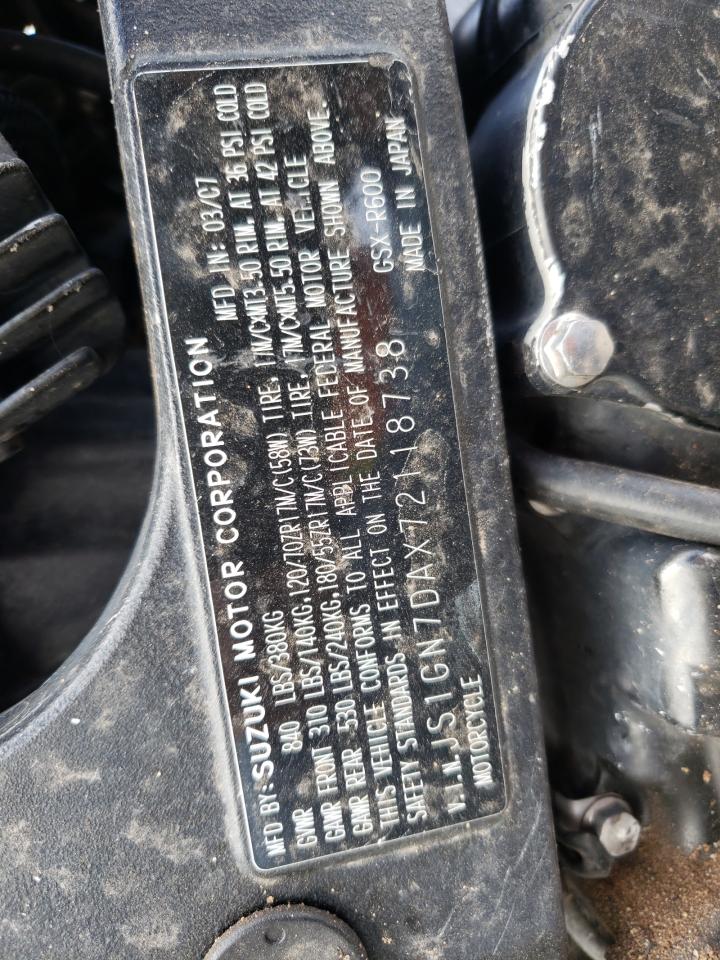 MFD BY: SUZUKI MOTOR CORPORATION MFD IN: 03/07
GVWR 840 LBS/380KG
GAWR FRONT 310 LBS/140KG,120/70ZR17M/C(58W) TIRE, 17M/CXMT3.50 RIM, AT 36 PSI COLD
GAWR REAR 530 LBS/240KG,180/55ZR17M/C(73W) TIRE, 17M/CXMT5.50 RIM, AT 42 PSI COLD
THIS VEHICLE CONFORMS TO ALL APPLICABLE FEDERAL MOTOR VEHICLE
SAFETY STANDARDS IN EFFECT ON THE DATE OF MANUFACTURE SHOWN ABOVE.
V.I.N. JS1GN7DAX72118738 GSX-R600
MOTORCYCLE MADE IN JAPAN